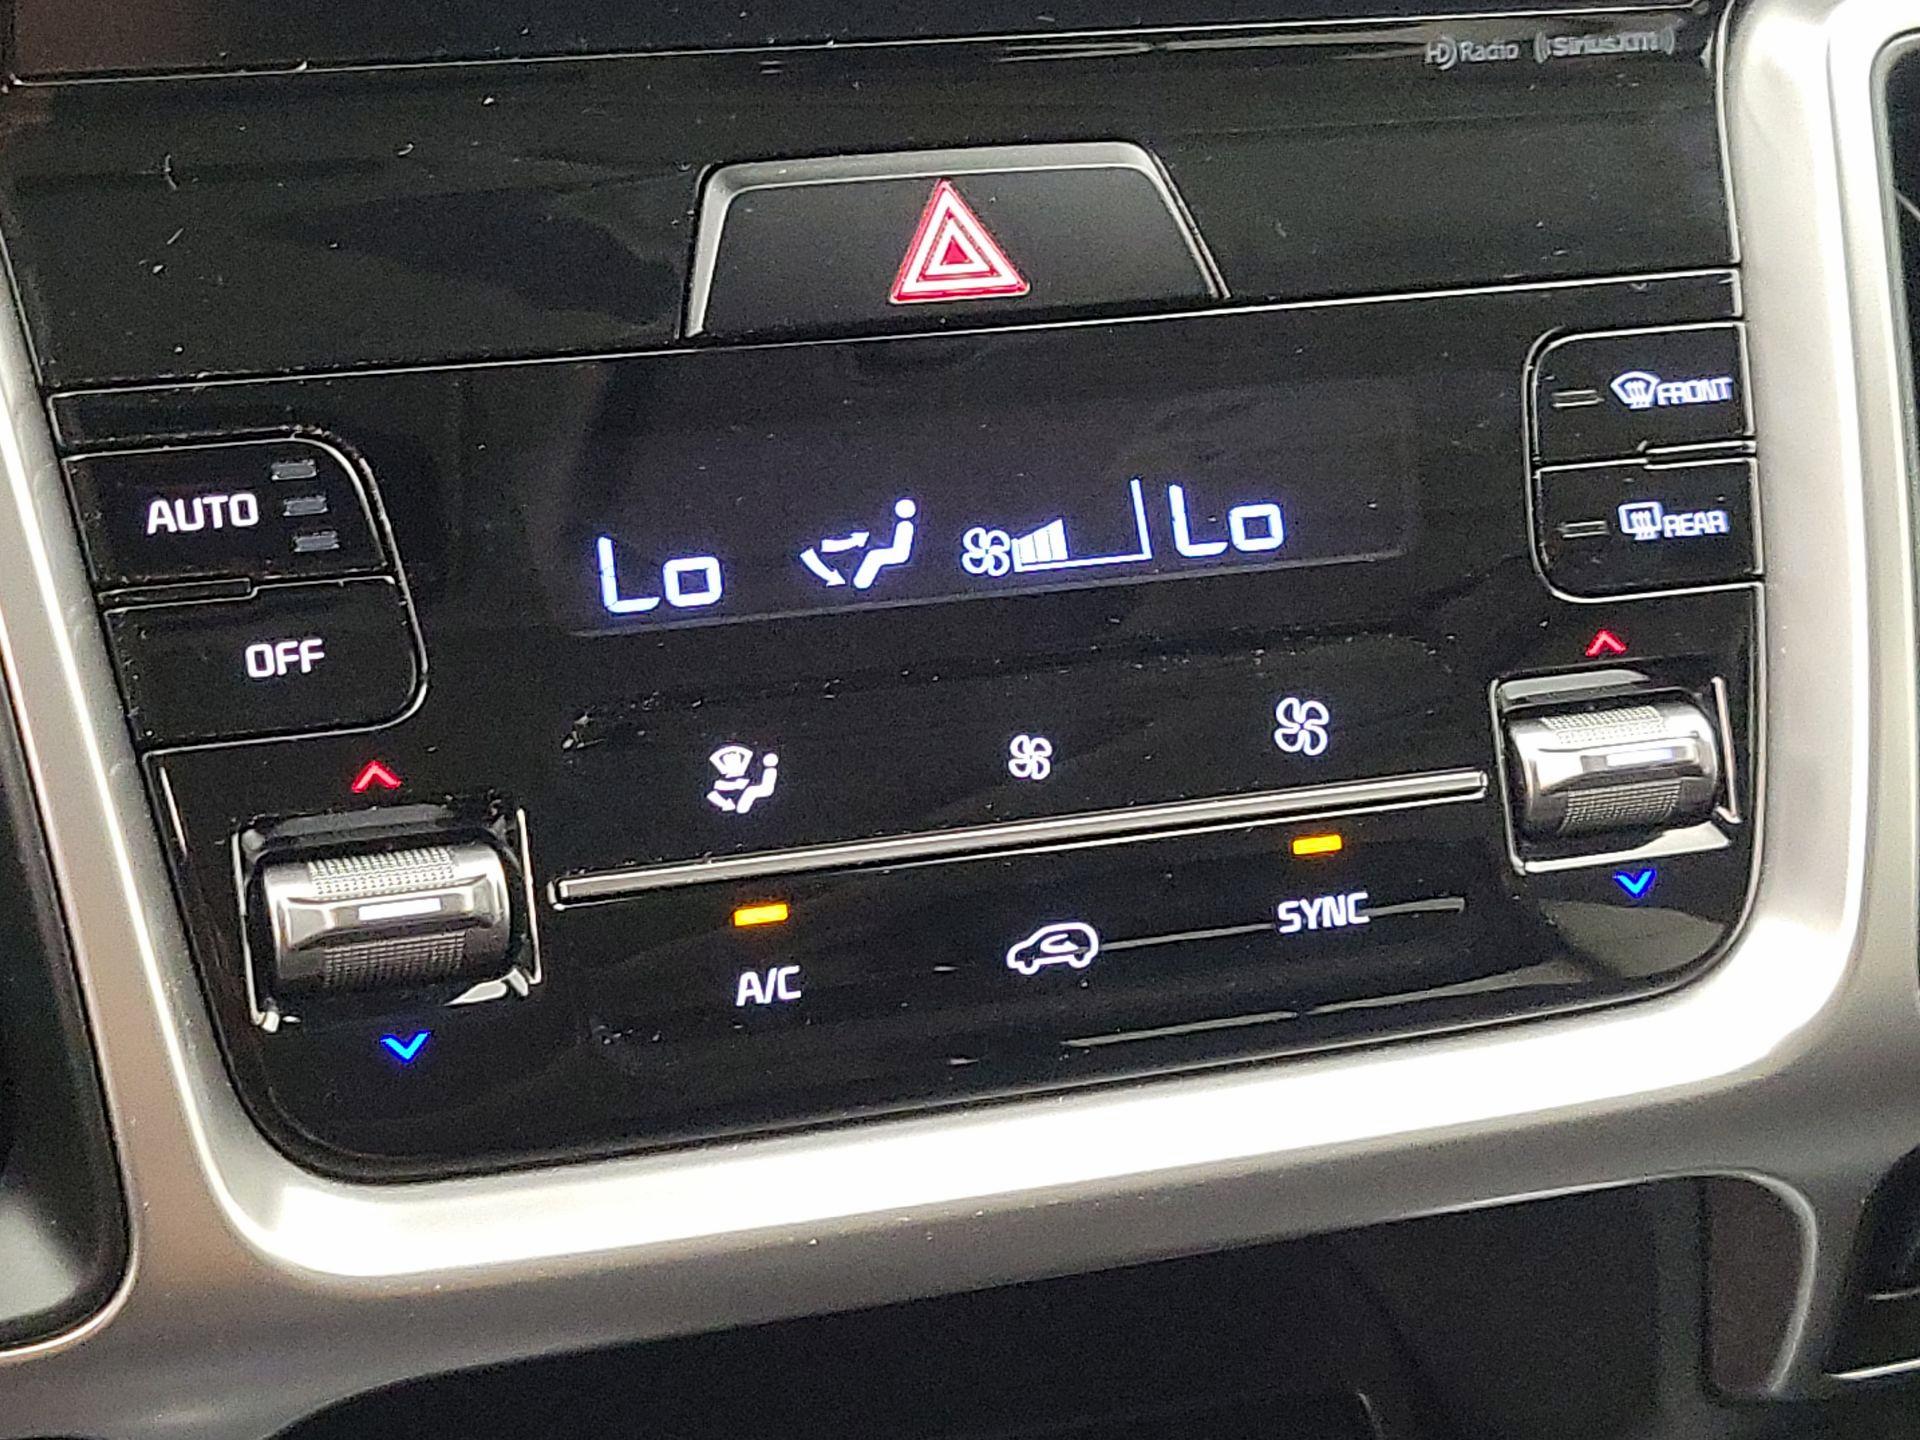 HD Radio SiriusXM
FRONT
AUTO
Lo Lo
REAR
OFF
SYNC
A/C